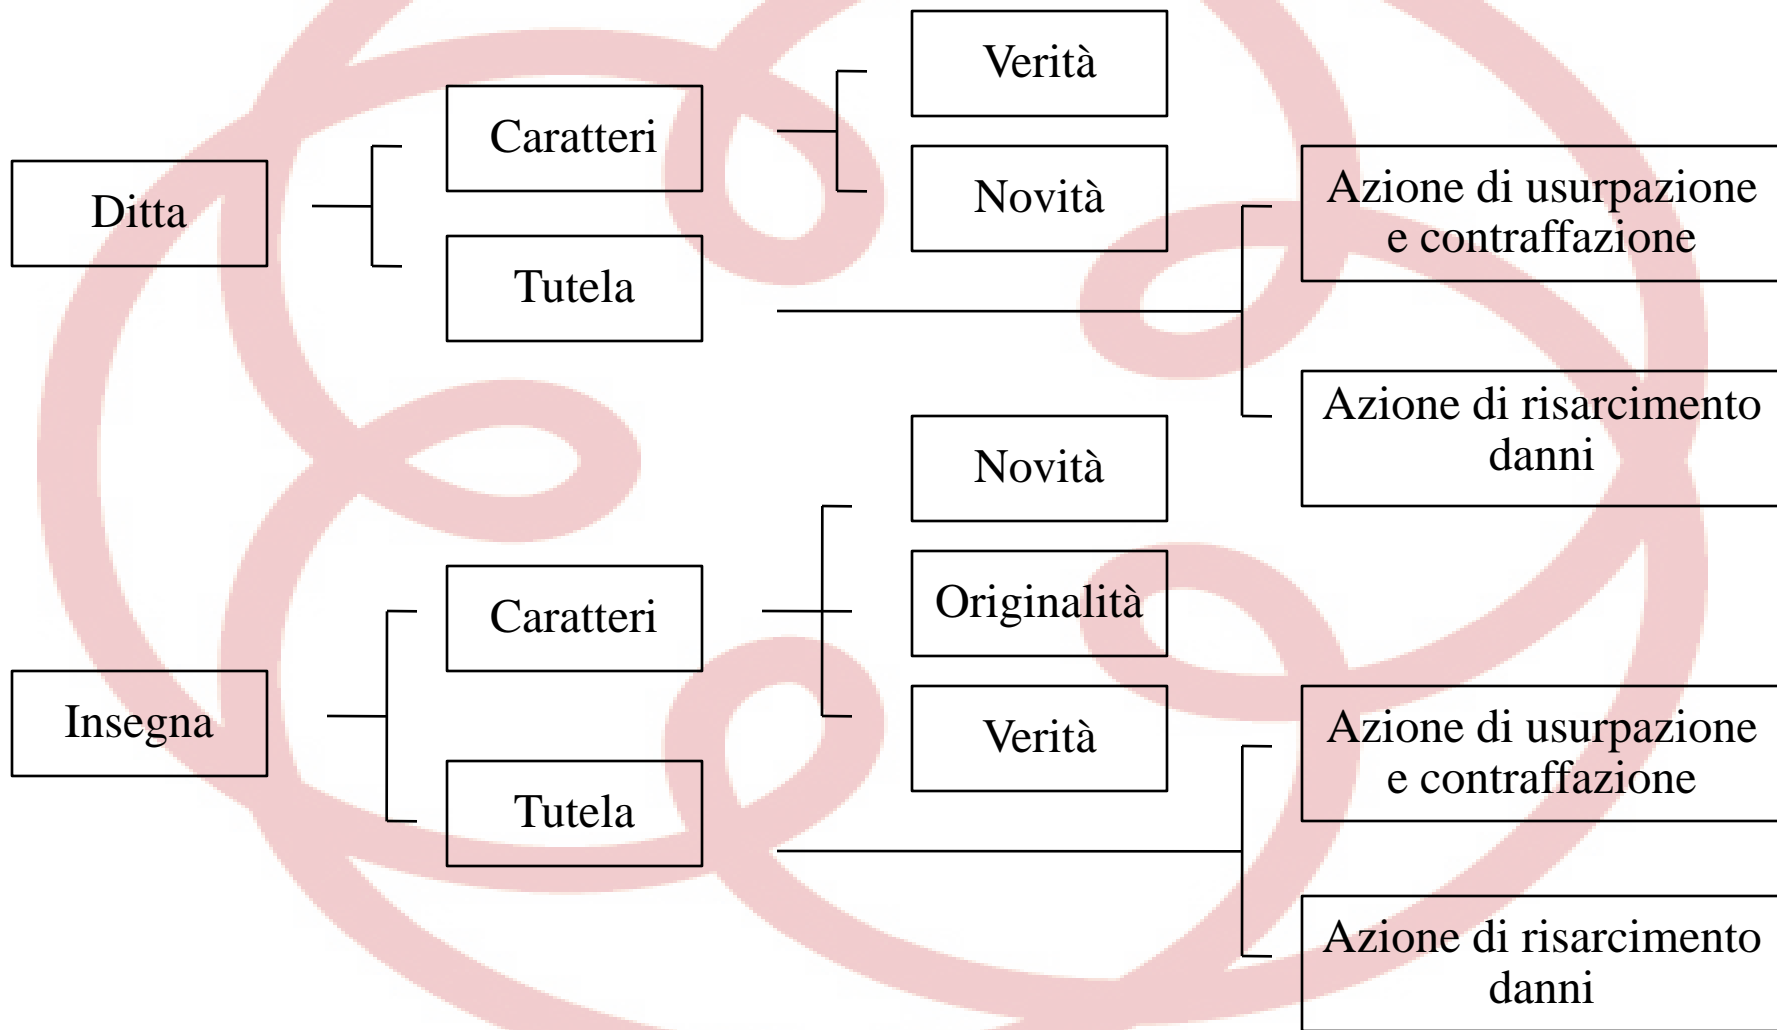 Ditta
Caratteri
Verità
Novità
Tutela
Azione di usurpazione
e contraffazione
Azione di risarcimento
danni
Insegna
Caratteri
Novità
Originalità
Verità
Tutela
Azione di usurpazione
e contraffazione
Azione di risarcimento
danni